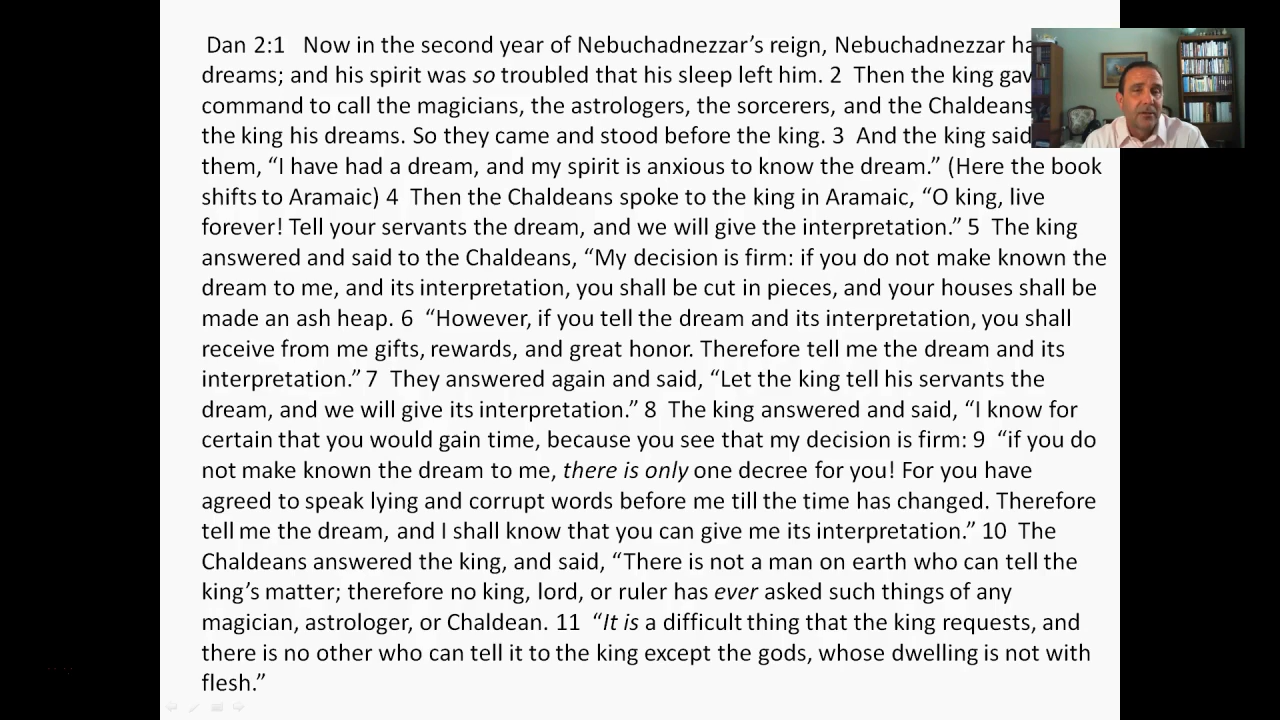 Dan 2:1 Now in the second year of Nebuchadnezzar’s reign, Nebuchadnezzar
dreams; and his spirit was so troubled that his sleep left him. 2 Then the king
command to call the magicians, the astrologers, the sorcerers, and the Chaldeans
the king his dreams. So they came and stood before the king. 3 And the king said
them, “I have had a dream, and my spirit is anxious to know the dream.” (Here the book
shifts to Aramaic) 4 Then the Chaldeans spoke to the king in Aramaic, “O king, live
forever! Tell your servants the dream, and we will give the interpretation.” 5 The king
answered and said to the Chaldeans, “My decision is firm: if you do not make known the
dream to me, and its interpretation, you shall be cut in pieces, and your houses shall be
made an ash heap. 6 “However, if you tell the dream and its interpretation, you shall
receive from me gifts, rewards, and great honor. Therefore tell me the dream and its
interpretation.” 7 They answered again and said, “Let the king tell his servants the
dream, and we will give its interpretation.” 8 The king answered and said, “I know for
certain that you would gain time, because you see that my decision is firm: 9 “if you do
not make known the dream to me, there is only one decree for you! For you have
agreed to speak lying and corrupt words before me till the time has changed. Therefore
tell me the dream, and I shall know that you can give me its interpretation.” 10 The
Chaldeans answered the king, and said, “There is not a man on earth who can tell the
king’s matter; therefore no king, lord, or ruler has ever asked such things of any
magician, astrologer, or Chaldean. 11 “It is a difficult thing that the king requests, and
there is no other who can tell it to the king except the gods, whose dwelling is not with
flesh.”